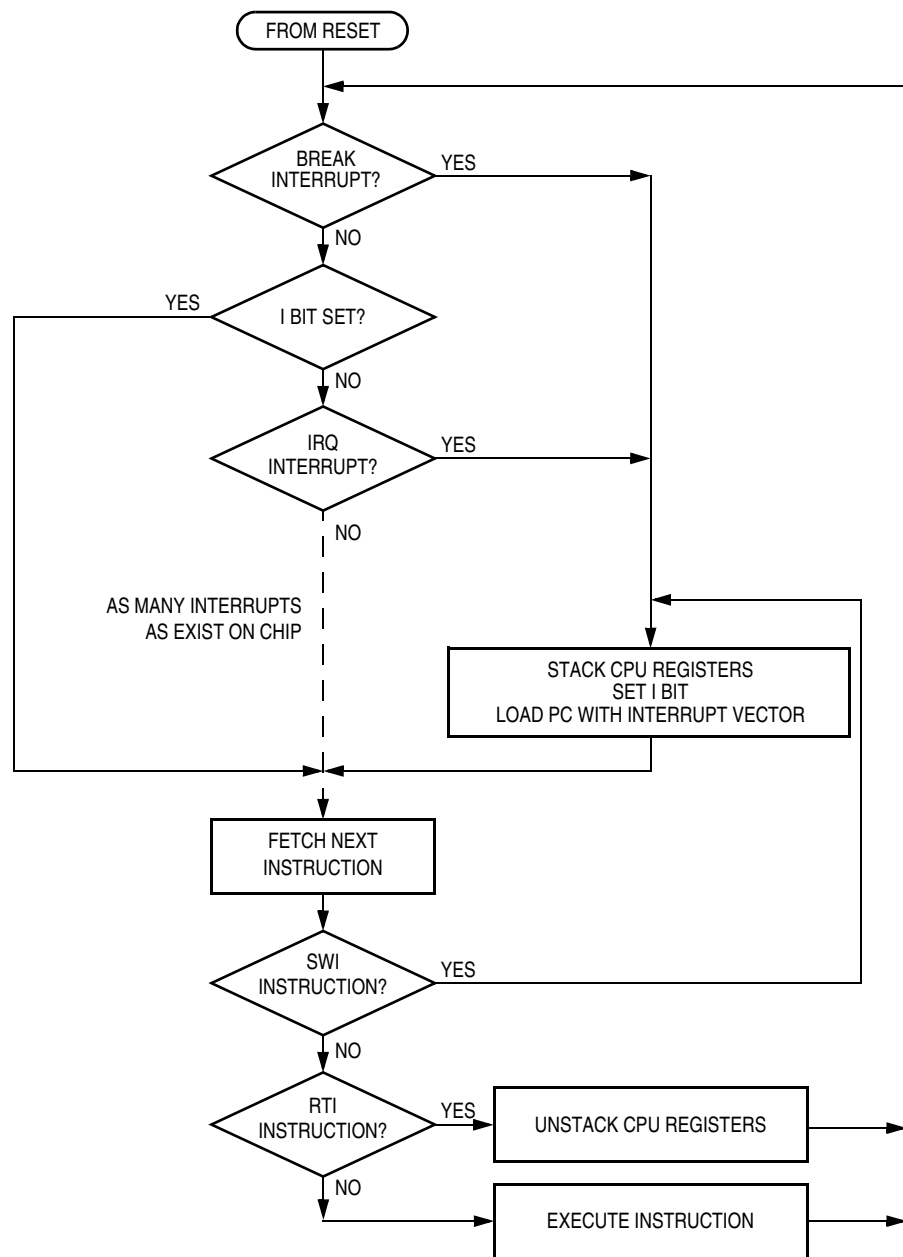 FROM RESET
BREAK
INTERRUPT?
YES
NO
YES
I BIT SET?
NO
IRQ
INTERRUPT?
YES
NO
AS MANY INTERRUPTS
AS EXIST ON CHIP
STACK CPU REGISTERS
SET I BIT
LOAD PC WITH INTERRUPT VECTOR
FETCH NEXT
INSTRUCTION
SWI
INSTRUCTION?
YES
NO
RTI
INSTRUCTION?
YES
UNSTACK CPU REGISTERS
NO
EXECUTE INSTRUCTION